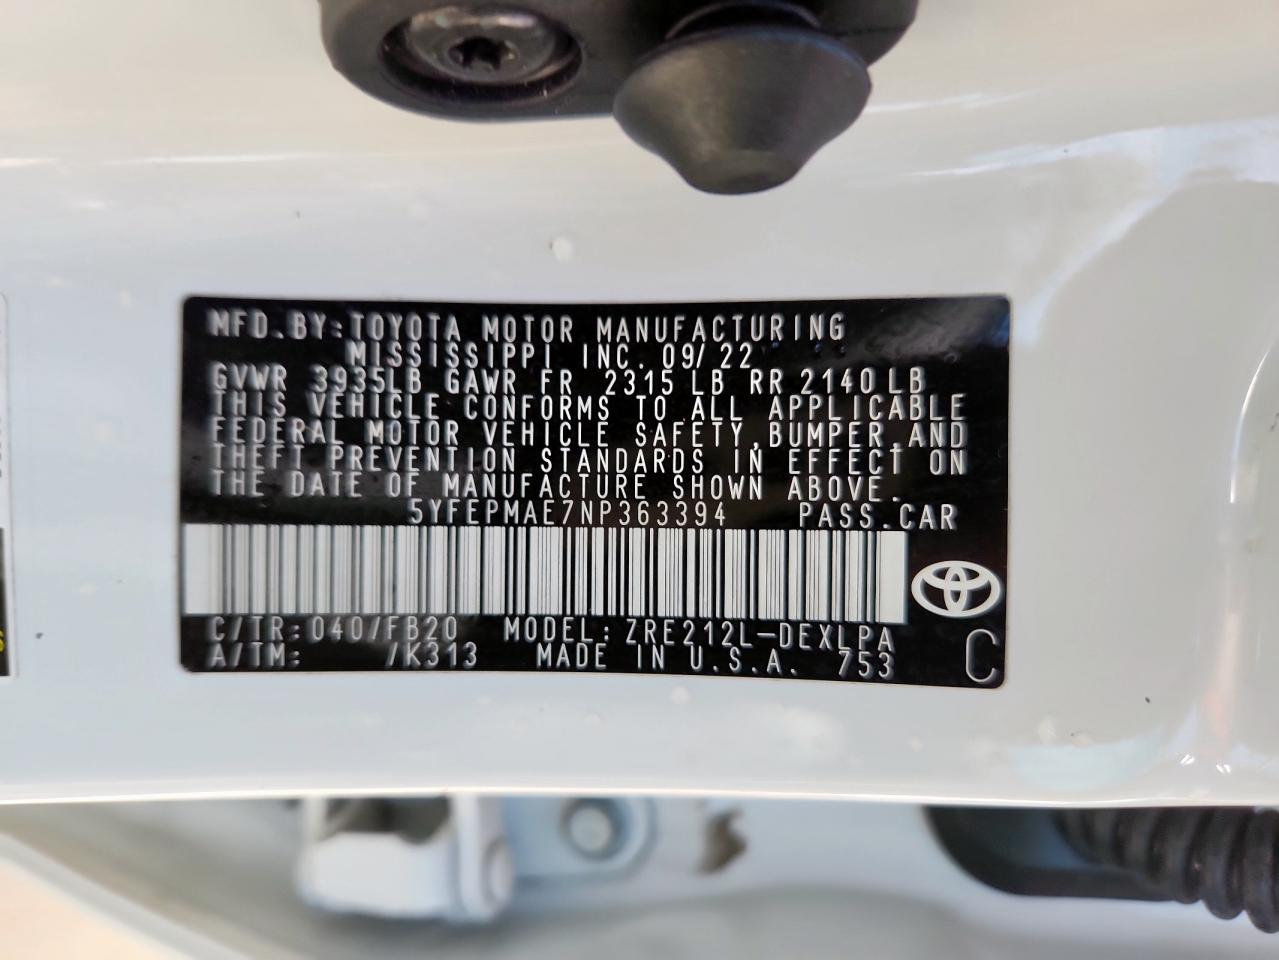 MFD.BY:TOYOTA MOTOR MANUFACTURING
MISSISSIPPI INC. 09/22
GVWR 3935LB GAWR FR 2315 LB RR 2140 LB
THIS VEHICLE CONFORMS TO ALL APPLICABLE
FEDERAL MOTOR VEHICLE SAFETY,BUMPER,AND
THEFT PREVENTION STANDARDS IN EFFECT ON
THE DATE OF MANUFACTURE SHOWN ABOVE.
5YFEPMAE7NP363394 PASS.CAR
C/TR:040/FB20 MODEL:ZRE212L-DEXLPA
A/TM: /K313 MADE IN U.S.A. 753 C